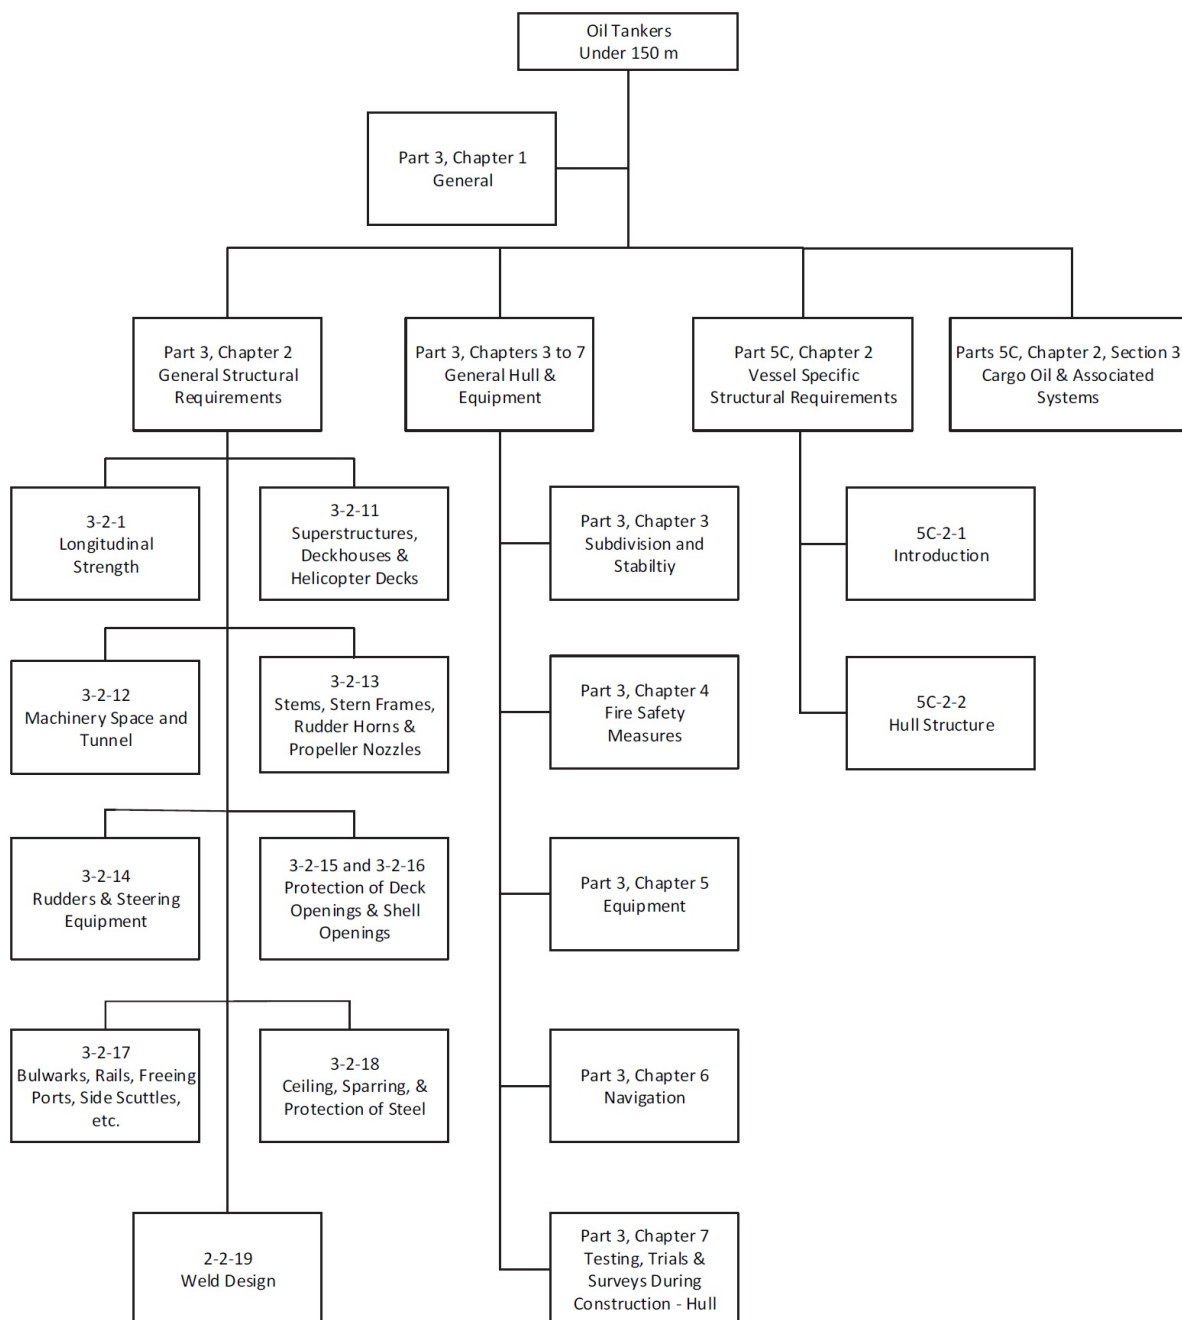 Oil Tankers
Under 150 m
Part 3, Chapter 1
General
Part 3, Chapter 2
General Structural
Requirements
Part 3, Chapters 3 to 7
General Hull &
Equipment
Part 5C, Chapter 2
Vessel Specific
Structural Requirements
Parts 5C, Chapter 2, Section 3
Cargo Oil & Associated
Systems
3-2-1
Longitudinal
Strength
3-2-11
Superstructures,
Deckhouses &
Helicopter Decks
Part 3, Chapter 3
Subdivision and
Stabiltiy
5C-2-1
Introduction
3-2-12
Machinery Space and
Tunnel
3-2-13
Stems, Stern Frames,
Rudder Horns &
Propeller Nozzles
Part 3, Chapter 4
Fire Safety
Measures
5C-2-2
Hull Structure
3-2-14
Rudders & Steering
Equipment
3-2-15 and 3-2-16
Protection of Deck
Openings & Shell
Openings
Part 3, Chapter 5
Equipment
3-2-17
Bulwarks, Rails, Freeing
Ports, Side Scuttles,
etc.
3-2-18
Ceiling, Sparring, &
Protection of Steel
Part 3, Chapter 6
Navigation
2-2-19
Weld Design
Part 3, Chapter 7
Testing, Trials &
Surveys During
Construction - Hull